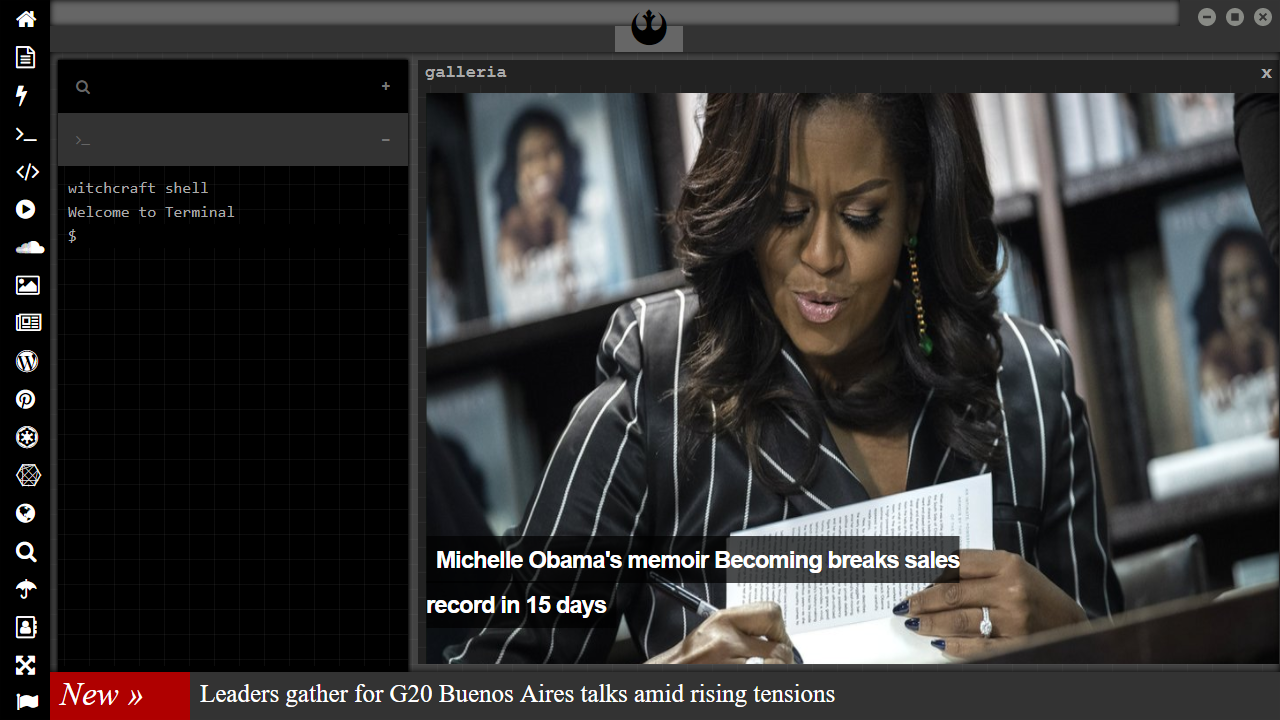 galleria
x
+
>_
−
witchcraft shell
Welcome to Terminal
$
Michelle Obama's memoir Becoming breaks sales
record in 15 days
New »
Leaders gather for G20 Buenos Aires talks amid rising tensions